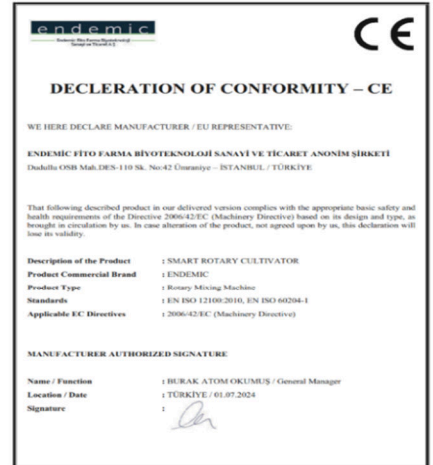 endemic
Endemic Fito Farma Biyoteknoloji
Sanayi ve Ticaret A.Ş
CE
DECLERATION OF CONFORMITY – CE
WE HERE DECLARE MANUFACTURER / EU REPRESENTATIVE:
ENDEMİC FİTO FARMA BİYOTEKNOLOJİ SANAYİ VE TİCARET ANONİM ŞİRKETİ
Dudullu OSB Mah.DES-110 Sk. No:42 Ümraniye – İSTANBUL / TÜRKİYE
That following described product in our delivered version complies with the appropriate basic safety and
health requirements of the Directive 2006/42/EC (Machinery Directive) based on its design and type, as
brought in circulation by us. In case alteration of the product, not agreed upon by us, this declaration will
lose its validity.
Description of the Product : SMART ROTARY CULTIVATOR
Product Commercial Brand : ENDEMIC
Product Type : Rotary Mixing Machine
Standards : EN ISO 12100:2010, EN ISO 60204-1
Applicable EC Directives : 2006/42/EC (Machinery Directive)
MANUFACTURER AUTHORIZED SIGNATURE
Name / Function : BURAK ATOM OKUMUŞ / General Manager
Location / Date : TÜRKİYE / 01.07.2024
Signature :